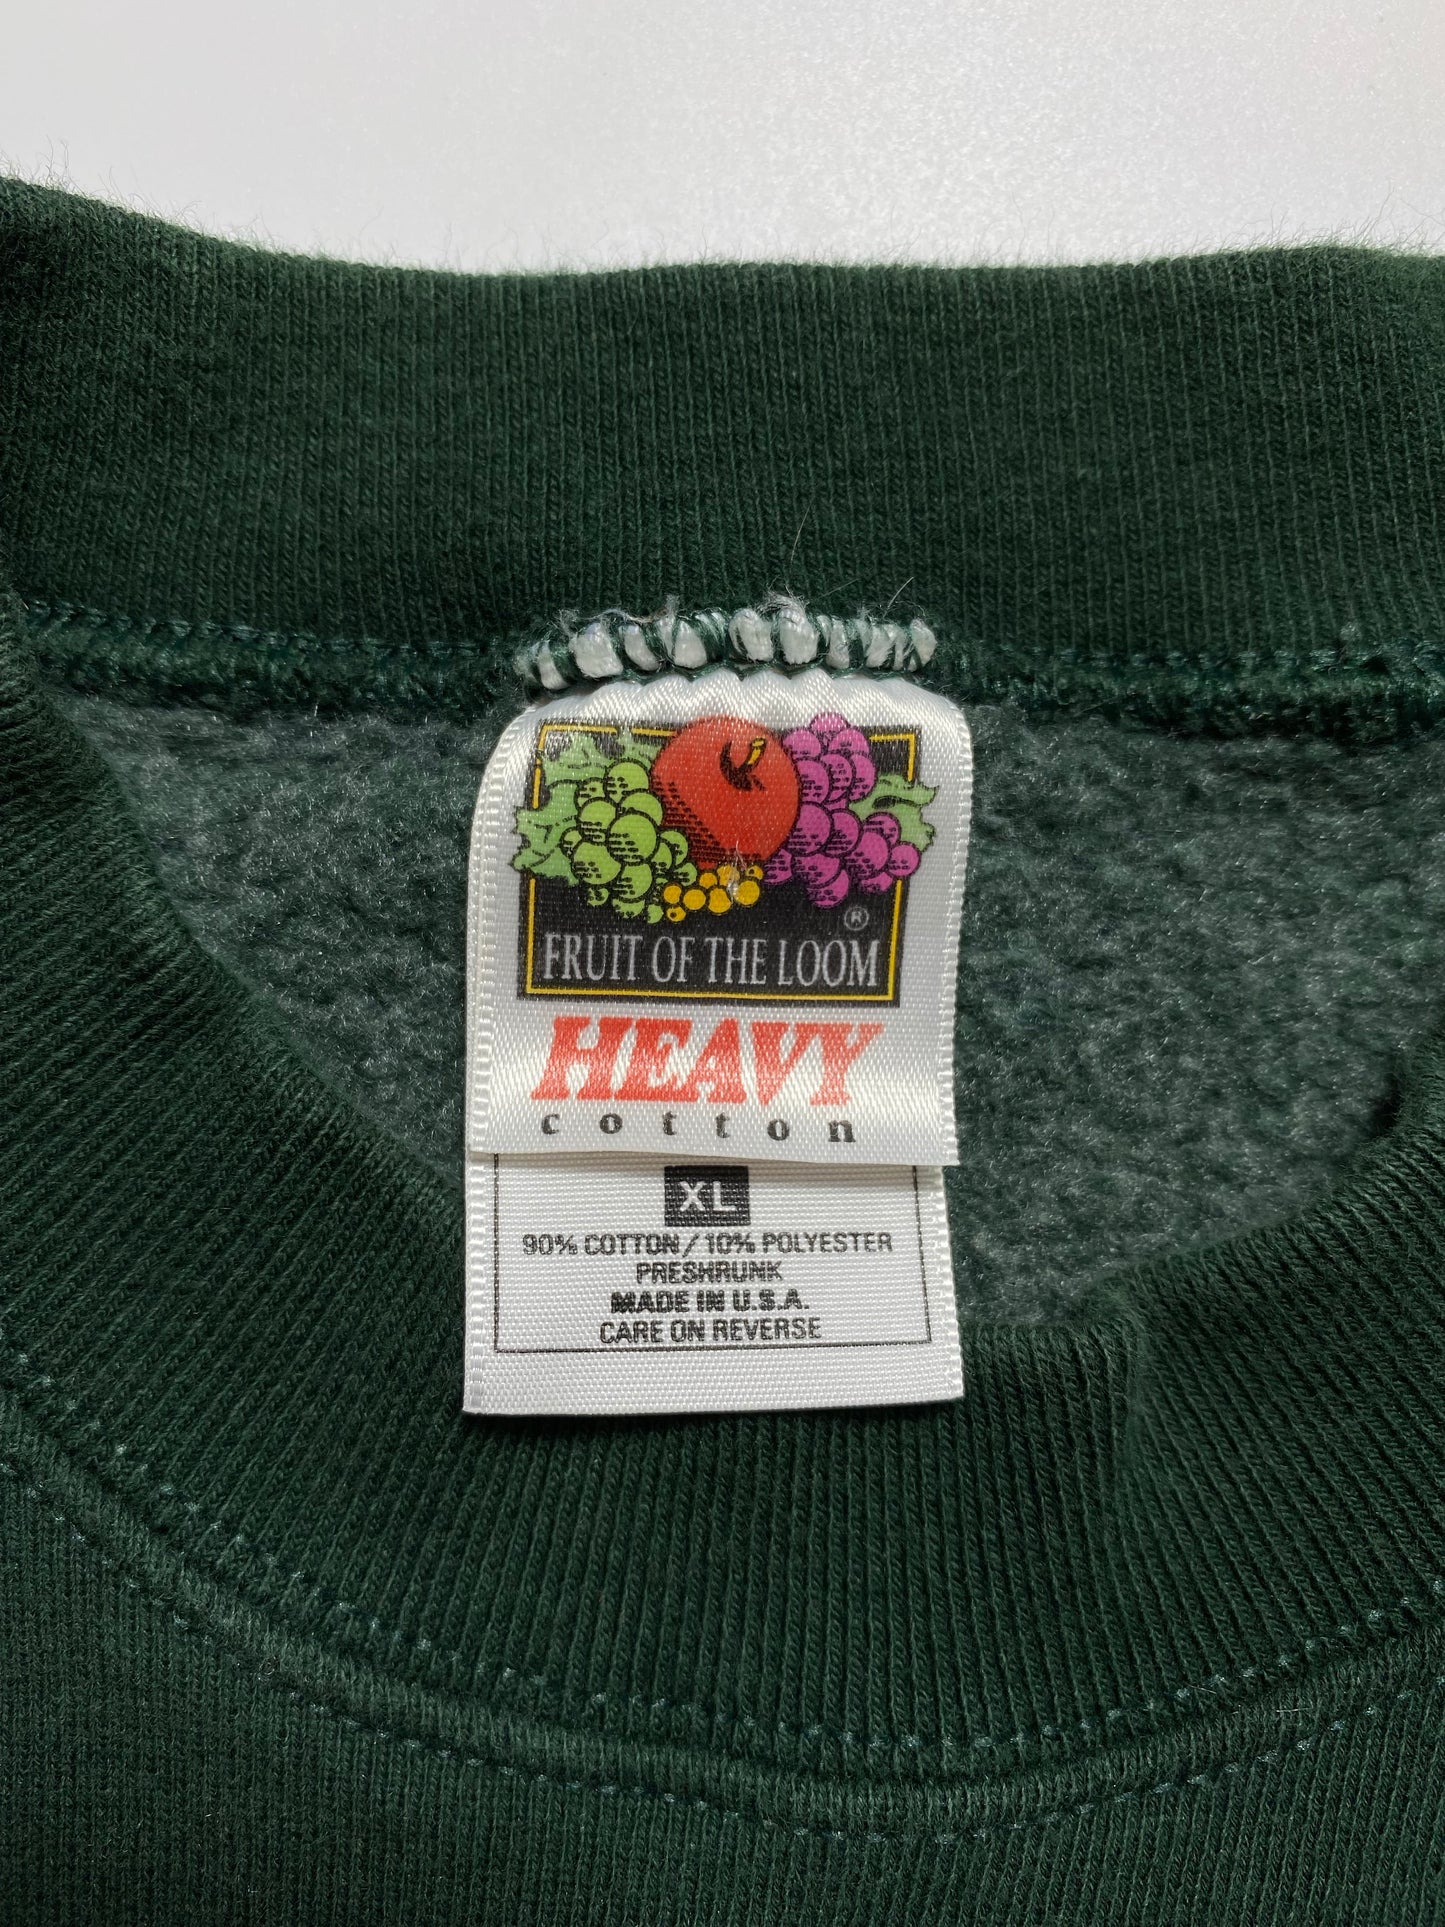 ®
FRUIT OF THE LOOM
HEAVY
cotton
XL
90% COTTON / 10% POLYESTER
PRESHRUNK
MADE IN U.S.A.
CARE ON REVERSE